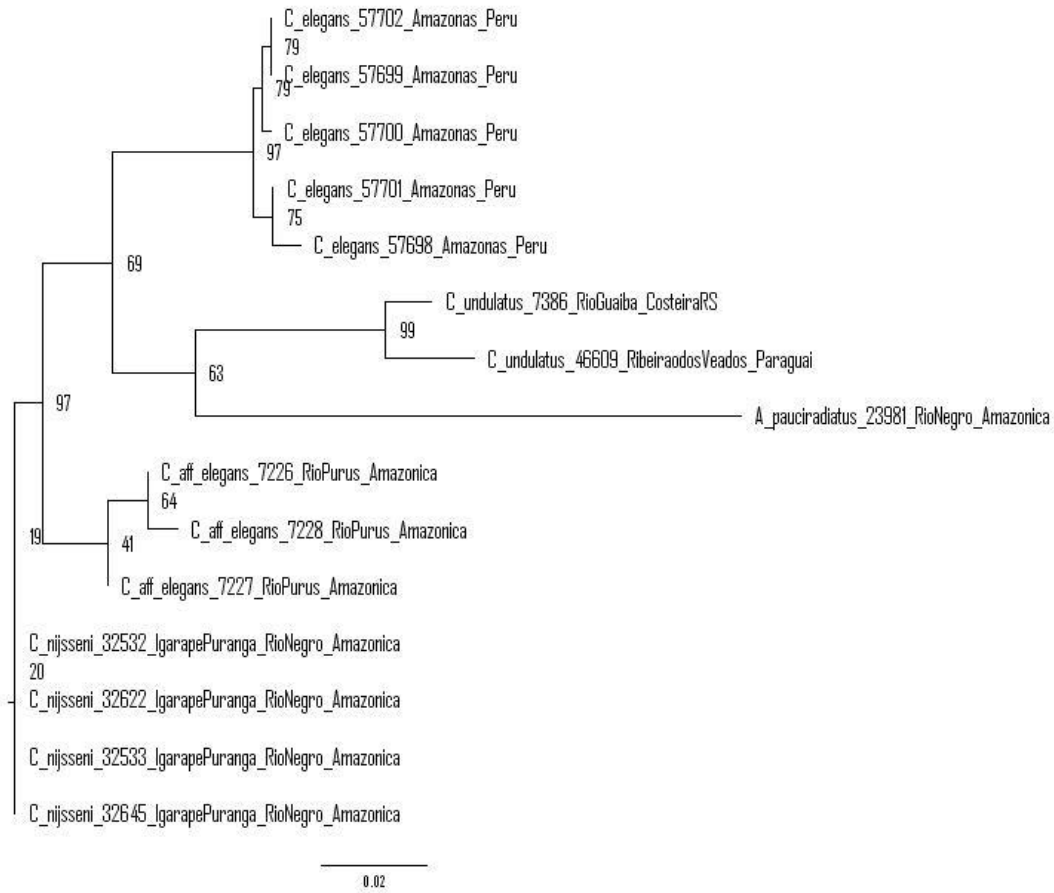 C_elegans_57702_Amazonas_Peru
79
C_elegans_57699_Amazonas_Peru
79
C_elegans_57700_Amazonas_Peru
97
C_elegans_57701_Amazonas_Peru
75
C_elegans_57698_Amazonas_Peru
69
C_undulatus_7386_RioGuaiba_CosteiraRS
99
C_undulatus_46609_RibeiraodosVeados_Paraguai
63
97
A_pauciradiatus_23981_RioNegro_Amazonica
C_aff_elegans_7226_RioPurus_Amazonica
64
C_aff_elegans_7228_RioPurus_Amazonica
19
41
C_aff_elegans_7227_RioPurus_Amazonica
C_nijsseni_32532_IgarapePuranga_RioNegro_Amazonica
20
C_nijsseni_32622_IgarapePuranga_RioNegro_Amazonica
C_nijsseni_32533_IgarapePuranga_RioNegro_Amazonica
C_nijsseni_32645_IgarapePuranga_RioNegro_Amazonica
0.02